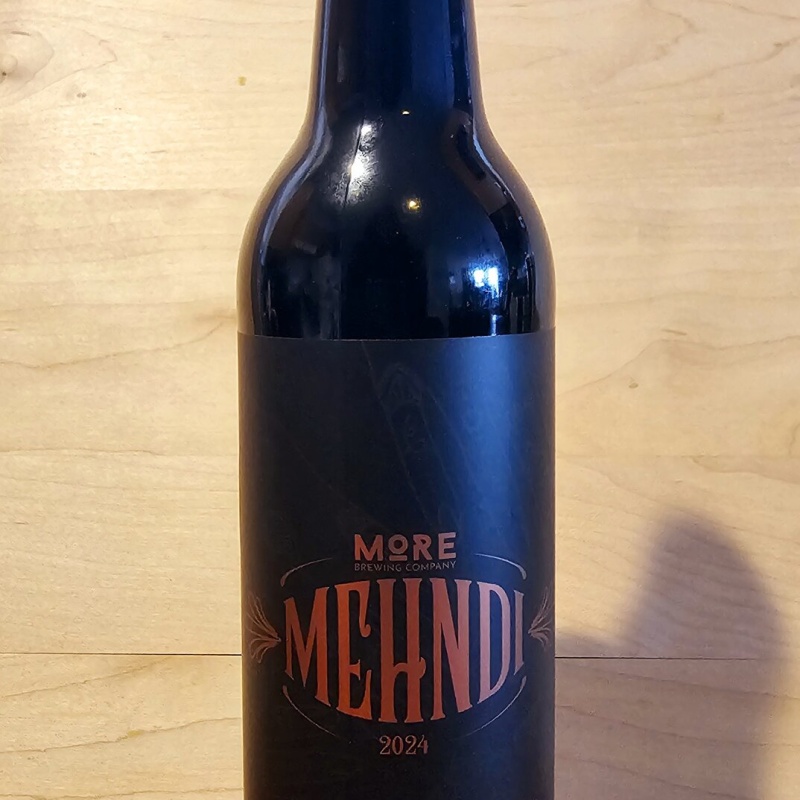 MORE
BREWING COMPANY
MEHNDI
2024